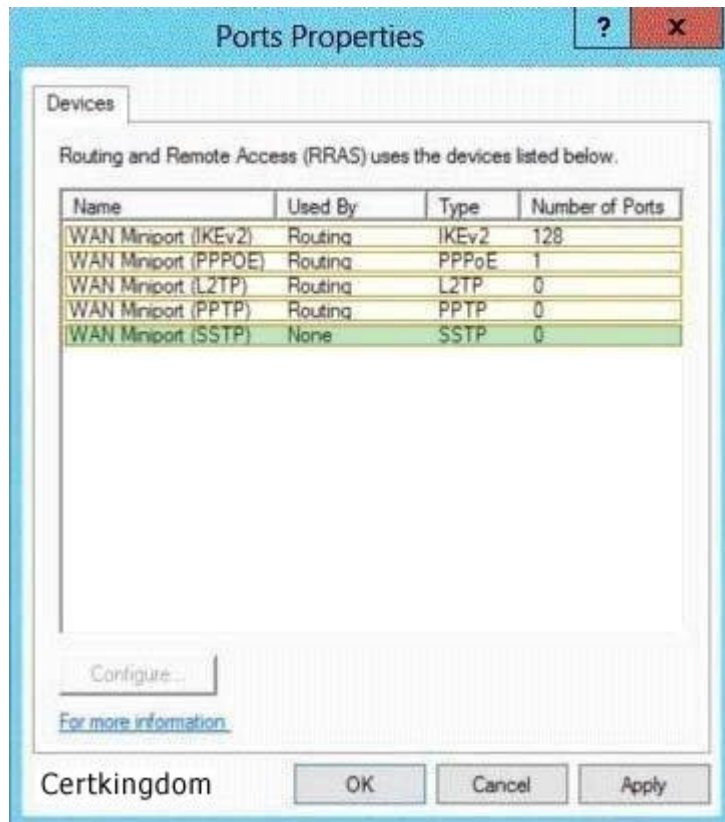 Ports Properties
? x
Devices
Routing and Remote Access (RRAS) uses the devices listed below.
Name Used By Type Number of Ports
WAN Miniport (IKEv2) Routing IKEv2 128
WAN Miniport (PPPOE) Routing PPPoE 1
WAN Miniport (L2TP) Routing L2TP 0
WAN Miniport (PPTP) Routing PPTP 0
WAN Miniport (SSTP) None SSTP 0
Configure...
For more information
Certkingdom OK Cancel Apply